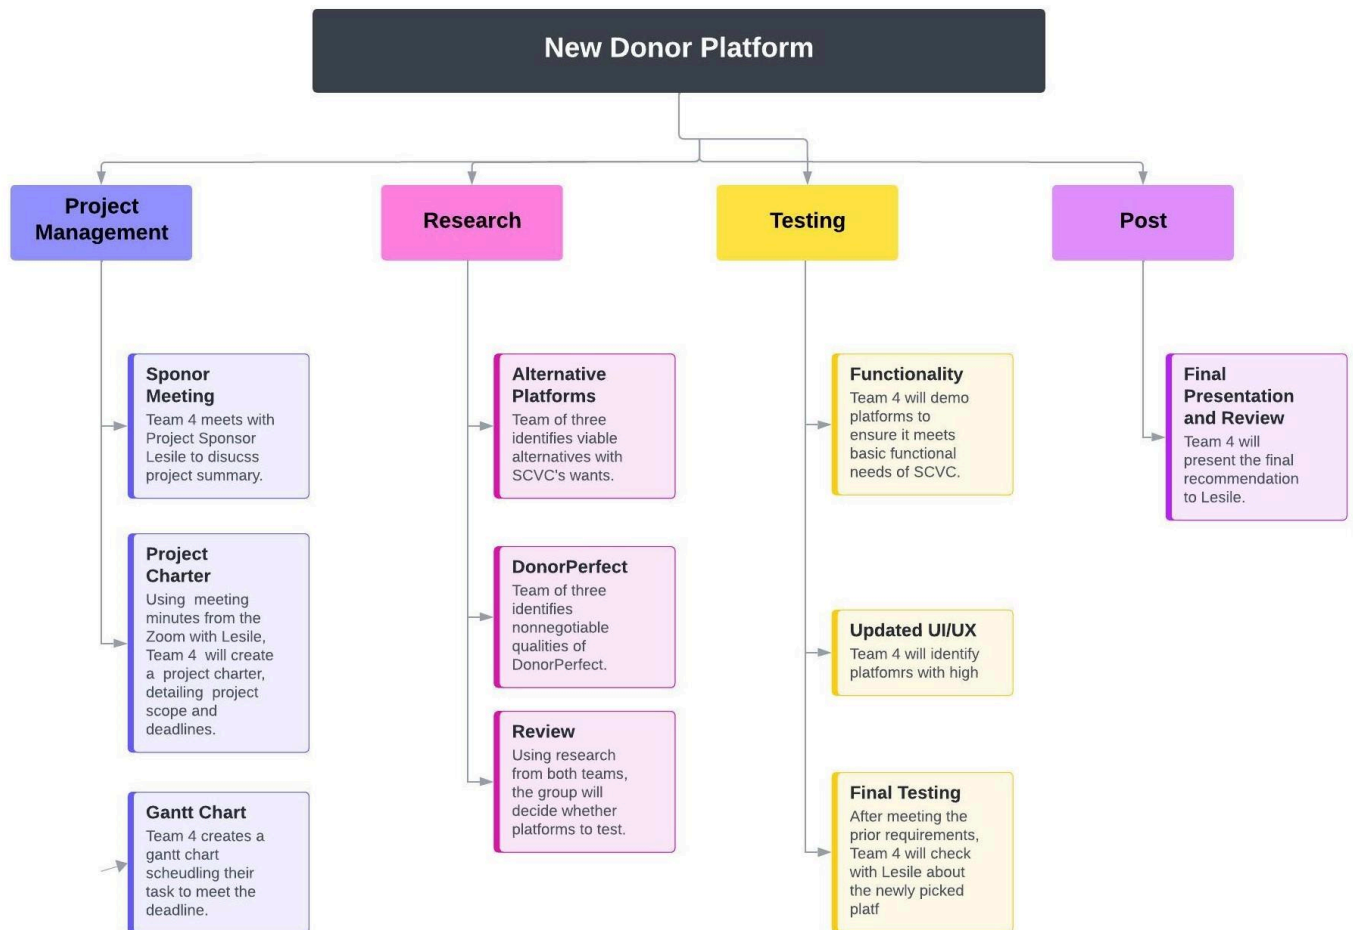 New Donor Platform
Project
Management
Research
Testing
Post
Sponor
Meeting
Team 4 meets with
Project Sponsor
Lesile to disucss
project summary.
Project
Charter
Using meeting
minutes from the
Zoom with Lesile,
Team 4 will create
a project charter,
detailing project
scope and
deadlines.
Gantt Chart
Team 4 creates a
gantt chart
scheudling their
task to meet the
deadline.
Alternative
Platforms
Team of three
identifies viable
alternatives with
SCVC's wants.
DonorPerfect
Team of three
identifies
nonnegotiable
qualities of
DonorPerfect.
Review
Using research
from both teams,
the group will
decide whether
platforms to test.
Functionality
Team 4 will demo
platforms to
ensure it meets
basic functional
needs of SCVC.
Updated UI/UX
Team 4 will identify
platfomrs with high
Final Testing
After meeting the
prior requirements,
Team 4 will check
with Lesile about
the newly picked
platf
Final
Presentation
and Review
Team 4 will
present the final
recommendation
to Lesile.